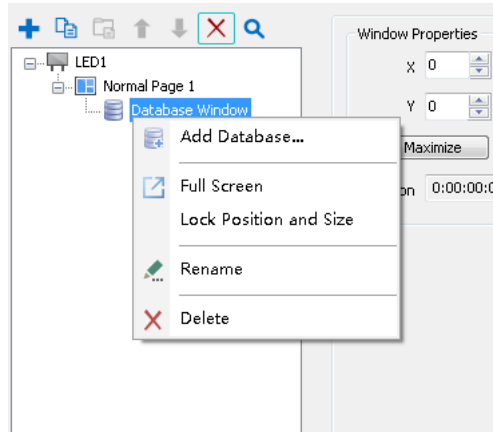 Window Properties
LED1
X 0
Normal Page 1
Database Window
Y 0
Add Database...
Maximize
Full Screen
on 0:00:00:0
Lock Position and Size
Rename
Delete